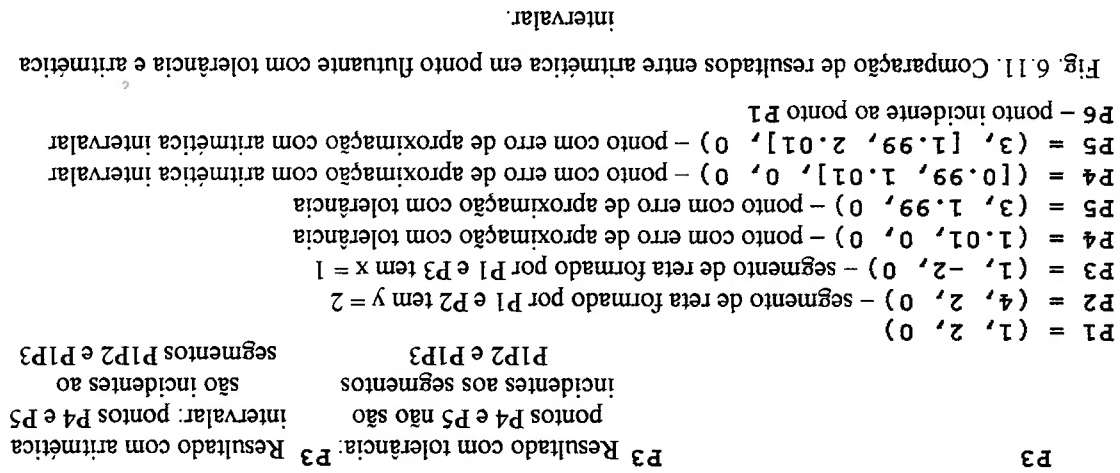 P3
P3 Resultado com tolerância:
pontos P4 e P5 não são
incidentes aos segmentos
P1P2 e P1P3
P3 Resultado com aritmética
intervalar: pontos P4 e P5
são incidentes ao
segmentos P1P2 e P1P3
P1 = (1, 2, 0)
P2 = (4, 2, 0) – segmento de reta formado por P1 e P2 tem y = 2
P3 = (1, -2, 0) – segmento de reta formado por P1 e P3 tem x = 1
P4 = (1.01, 0, 0) – ponto com erro de aproximação com tolerância
P5 = (3, 1.99, 0) – ponto com erro de aproximação com tolerância
P4 = ([0.99, 1.01], 0, 0) – ponto com erro de aproximação com aritmética intervalar
P5 = (3, [1.99, 2.01], 0) – ponto com erro de aproximação com aritmética intervalar
P6 – ponto incidente ao ponto P1
Fig. 6.11. Comparação de resultados entre aritmética em ponto flutuante com tolerância e aritmética
intervalar.